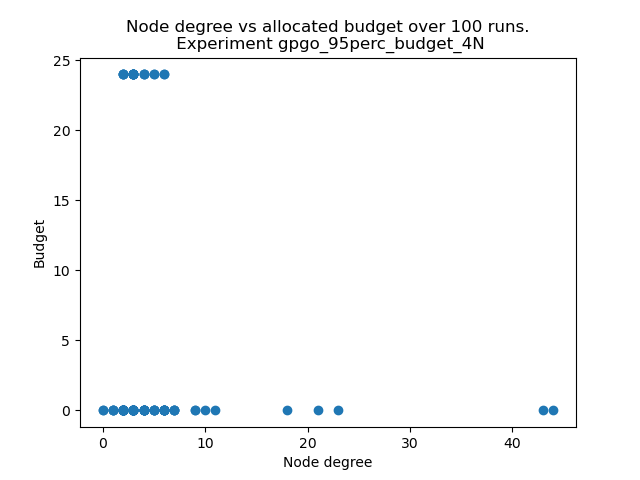 Node degree vs allocated budget over 100 runs.
Experiment gpgo_95perc_budget_4N
25
20
15
10
5
0
Budget
0 10 20 30 40
Node degree